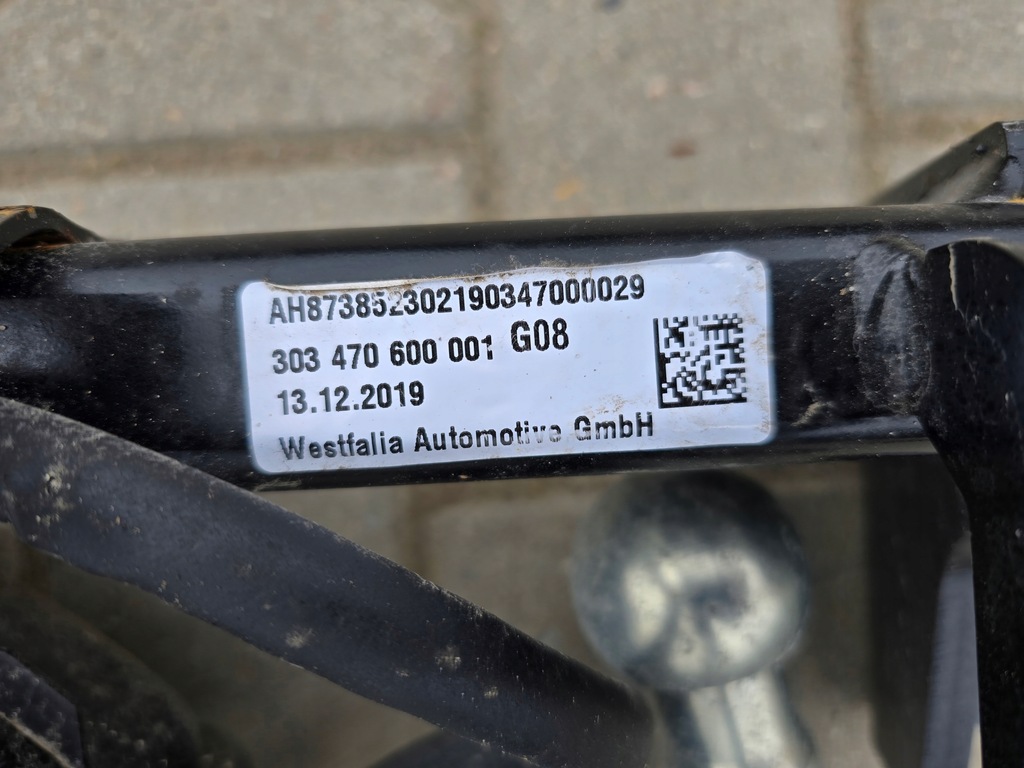 AH873852302190347000029
303 470 600 001 G08
13.12.2019
Westfalia Automotive GmbH